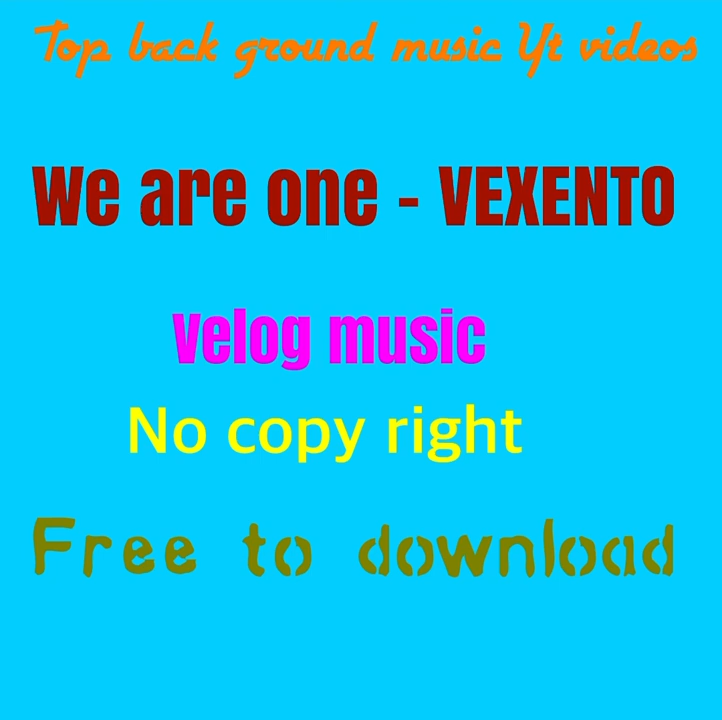 Top back ground music Yt videos
We are one - VEXENTO
Velog music
No copy right
Free to download